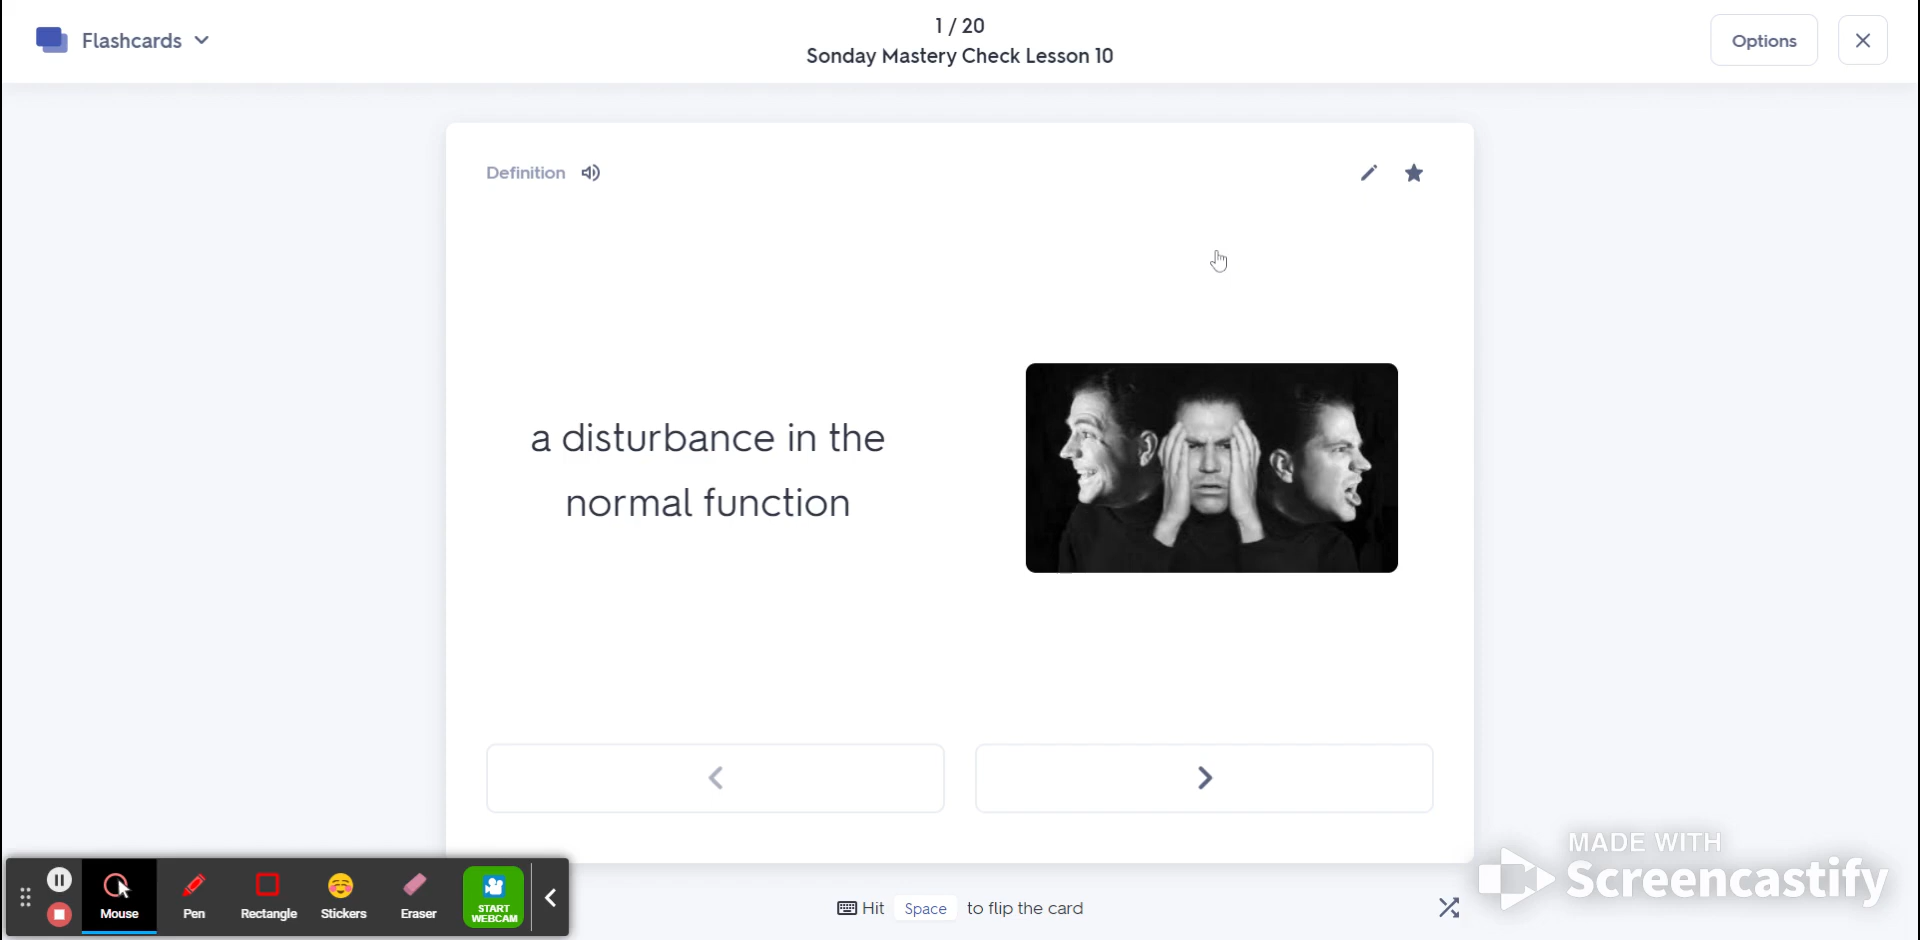 Flashcards
1 / 20
Sonday Mastery Check Lesson 10
Options
Definition
a disturbance in the
normal function
Hit Space to flip the card
Mouse
Pen
Rectangle
Stickers
Eraser
START
WEBCAM
MADE WITH
Screencastify